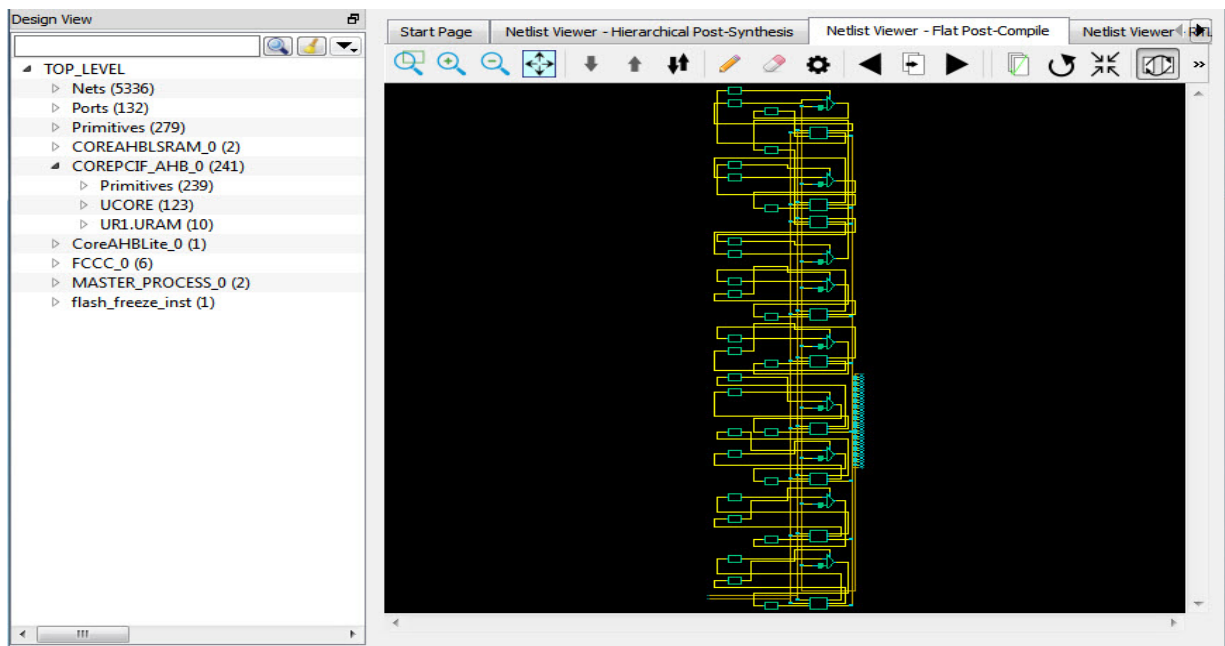 Design View
TOP_LEVEL
Nets (5336)
Ports (132)
Primitives (279)
COREAHBLSRAM_0 (2)
COREPCIF_AHB_0 (241)
Primitives (239)
UCORE (123)
UR1.URAM (10)
CoreAHBLite_0 (1)
FCCC_0 (6)
MASTER_PROCESS_0 (2)
flash_freeze_inst (1)
Start Page Netlist Viewer - Hierarchical Post-Synthesis Netlist Viewer - Flat Post-Compile Netlist Viewer